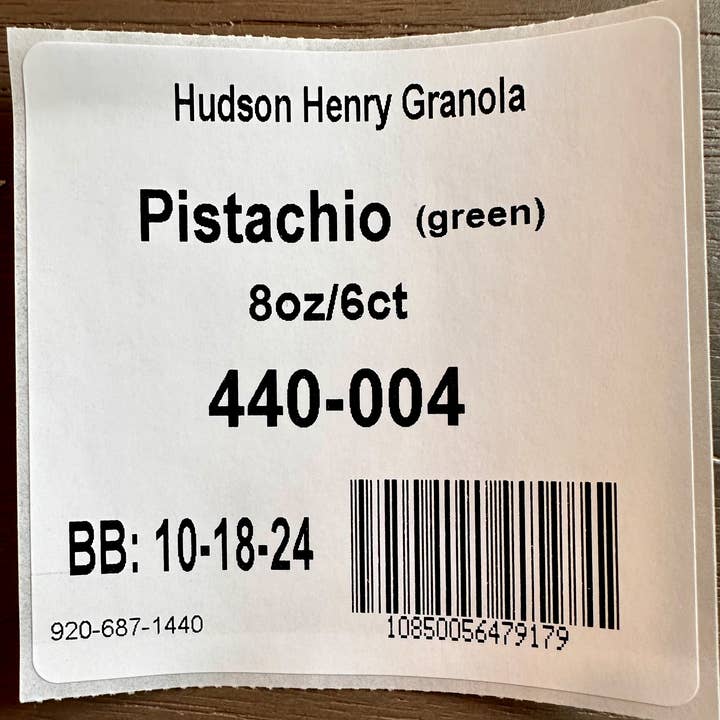 Hudson Henry Granola
Pistachio (green)
8oz/6ct
440-004
BB: 10-18-24
920-687-1440
10850056479179